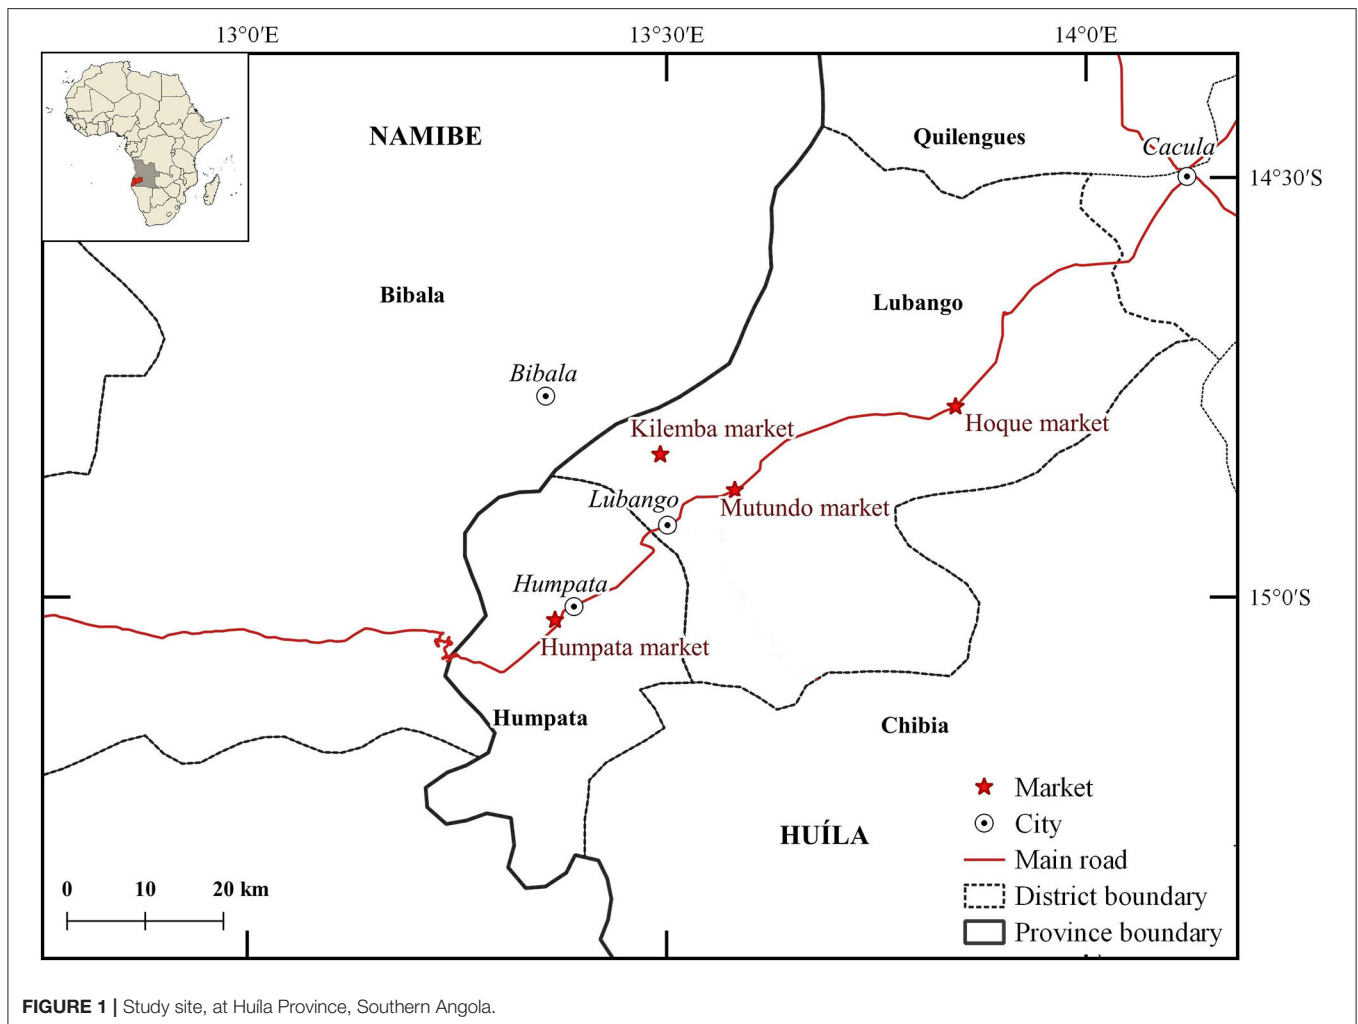 13°0′E 13°30′E 14°0′E
NAMIBE
Quilengues
Cacula
14°30′S
Bibala
Lubango
Bibala
Kilemba market
Hoque market
Lubango
Mutundo market
Humpata
15°0′S
Humpata market
Humpata
Chibia
Market
City
HUÍLA
Main road
0 10 20 km
District boundary
Province boundary
FIGURE 1 | Study site, at Huíla Province, Southern Angola.